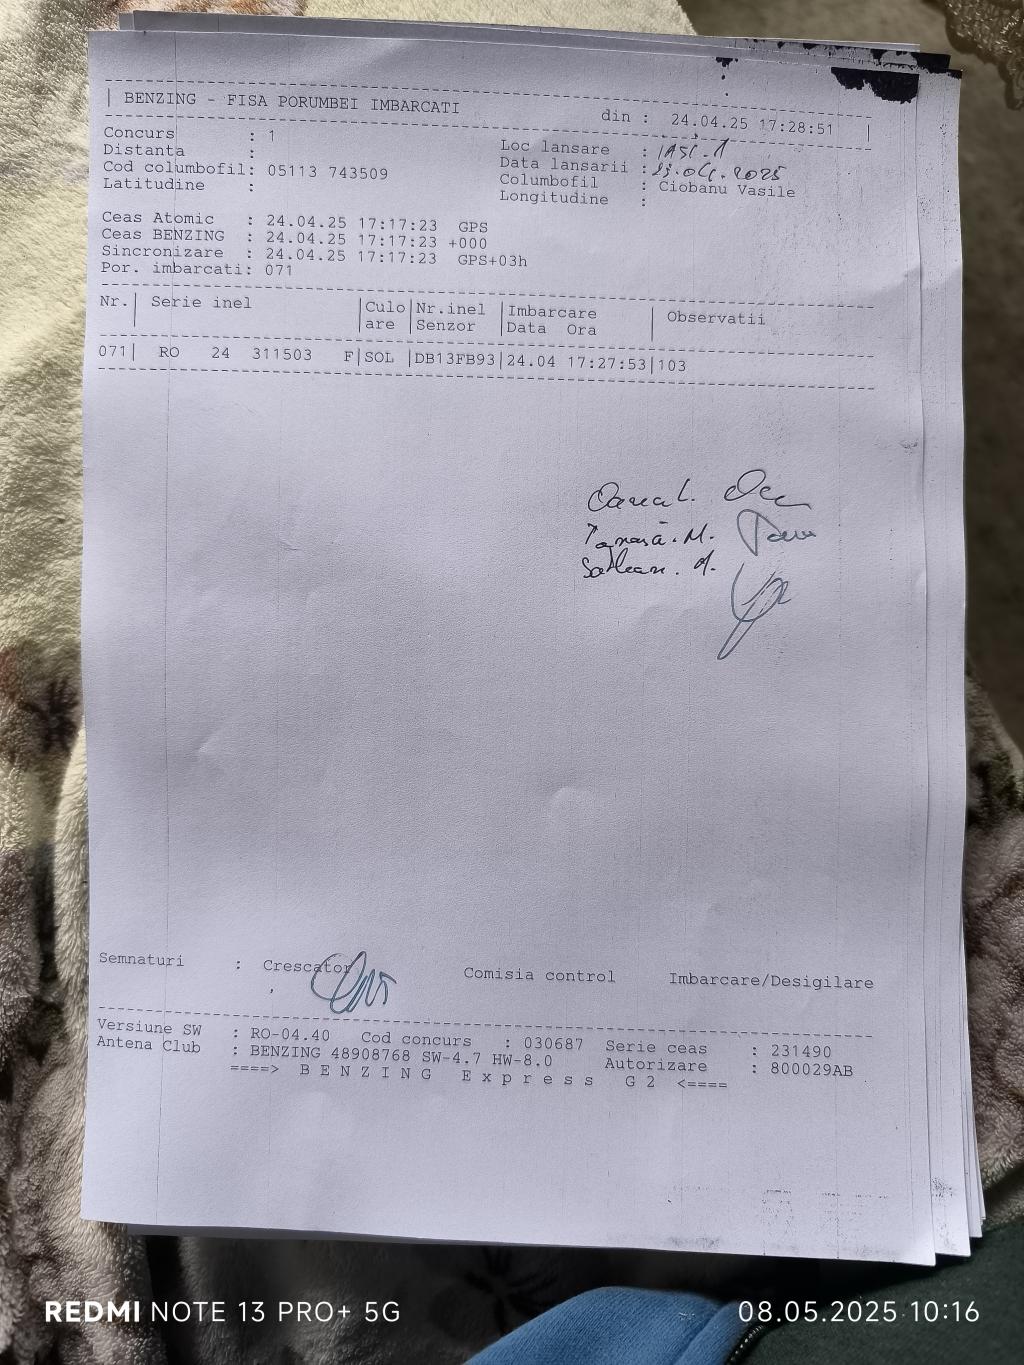 | BENZING - FISA PORUMBEI IMBARCATI din : 24.04.25 17:28:51 |
Concurs : 1 Loc lansare : IASI.1
Distanta : Data lansarii :
Cod columbofil: 05113 743509 Columbofil : Ciobanu Vasile
Latitudine : Longitudine :
Ceas Atomic : 24.04.25 17:17:23 GPS
Ceas BENZING : 24.04.25 17:17:23 +000
Sincronizare : 24.04.25 17:17:23 GPS+03h
Por. imbarcati: 071
Nr.| Serie inel |Culo|Nr.inel |Imbarcare | Observatii
|are |Senzor |Data Ora |
071| RO 24 311503 F|SOL |DB13FB93|24.04 17:27:53|103
Tanasă. M.
Semnaturi : Crescator Comisia control Imbarcare/Desigilare
Versiune SW : RO-04.40 Cod concurs : 030687 Serie ceas : 231490
Antena Club : BENZING 48908768 SW-4.7 HW-8.0 Autorizare : 800029AB
====> B E N Z I N G E x p r e s s G 2 <====
REDMI NOTE 13 PRO+ 5G 08.05.2025 10:16